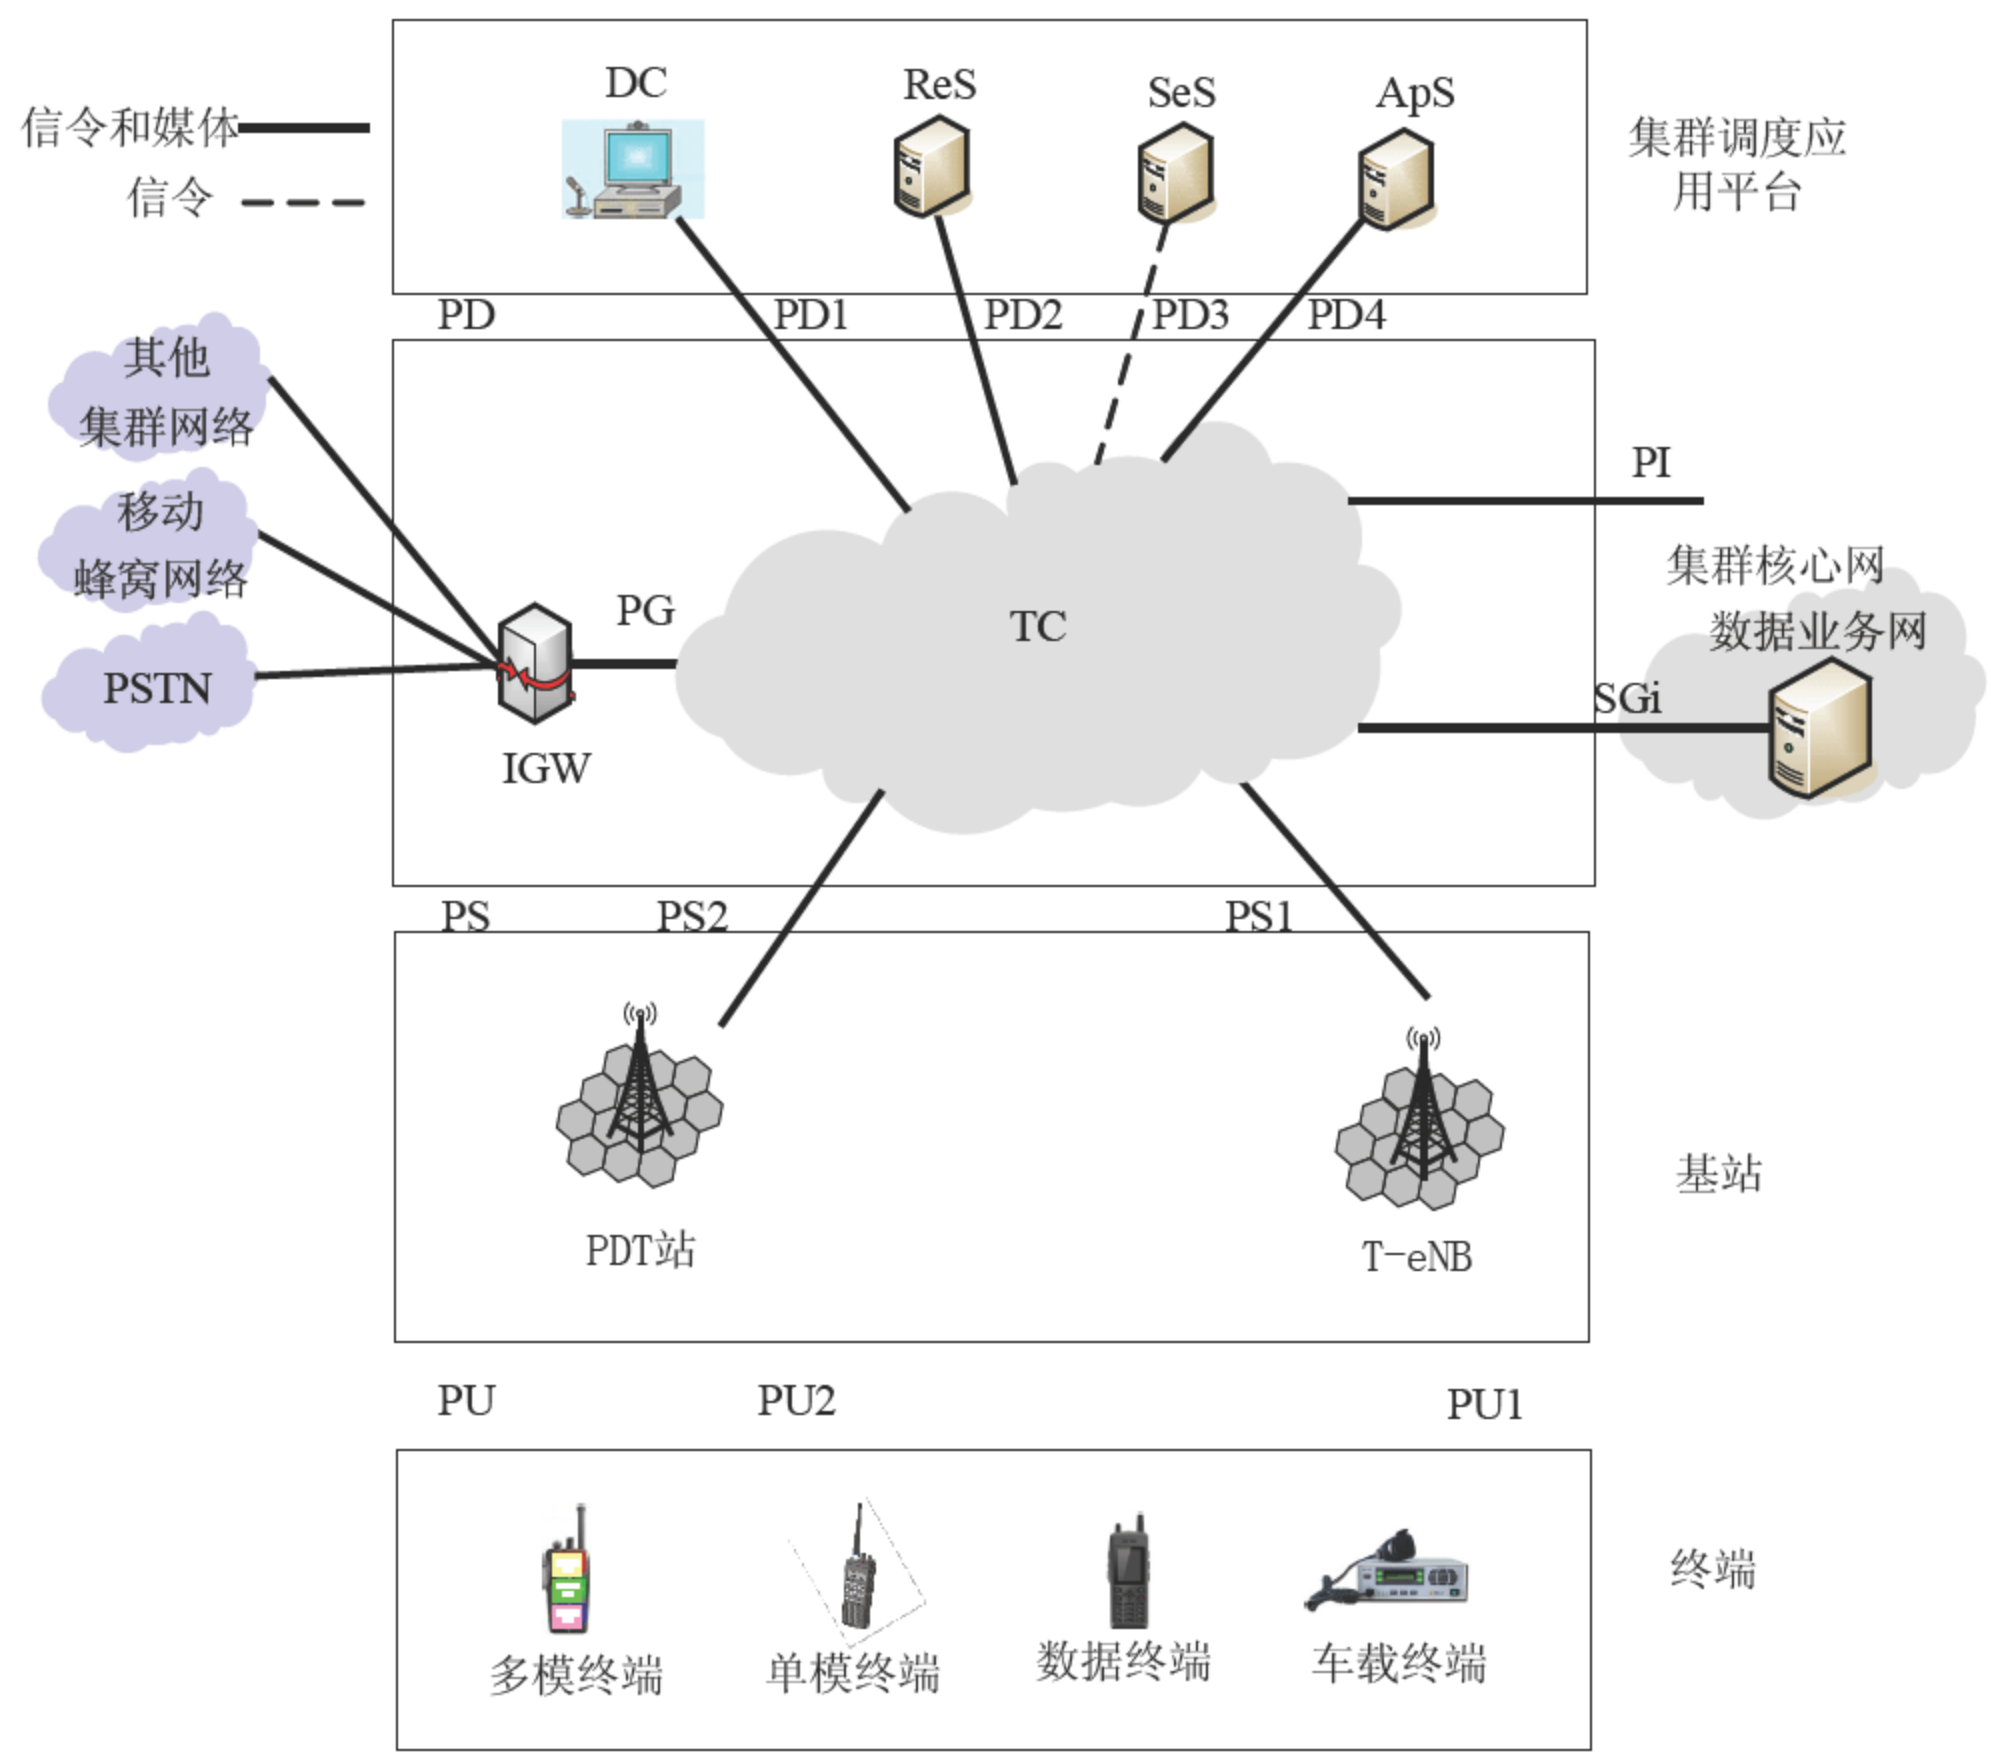 DC
ReS
SeS
ApS
信令和媒体
信令
集群调度应
用平台
PD
PD1
PD2
PD3
PD4
其他
集群网络
移动
蜂窝网络
PSTN
PG
IGW
TC
PI
集群核心网
数据业务网
SGi
PS
PS2
PS1
PDT站
T-eNB
基站
PU
PU2
PU1
多模终端
单模终端
数据终端
车载终端
终端